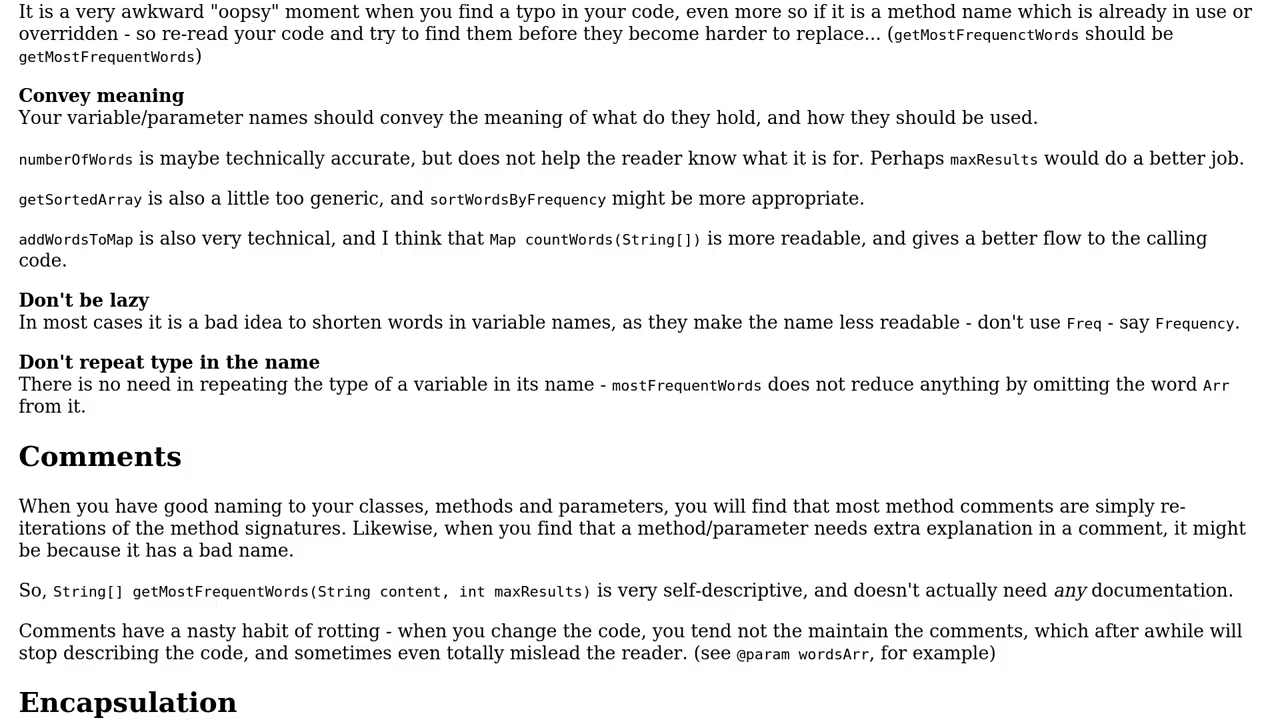 It is a very awkward "oopsy" moment when you find a typo in your code, even more so if it is a method name which is already in use or
overridden - so re-read your code and try to find them before they become harder to replace... (getMostFrequenctWords should be
getMostFrequentWords)
Convey meaning
Your variable/parameter names should convey the meaning of what do they hold, and how they should be used.
numberOfWords is maybe technically accurate, but does not help the reader know what it is for. Perhaps maxResults would do a better job.
getSortedArray is also a little too generic, and sortWordsByFrequency might be more appropriate.
addWordsToMap is also very technical, and I think that Map countWords(String[]) is more readable, and gives a better flow to the calling
code.
Don't be lazy
In most cases it is a bad idea to shorten words in variable names, as they make the name less readable - don't use Freq - say Frequency.
Don't repeat type in the name
There is no need in repeating the type of a variable in its name - mostFrequentWords does not reduce anything by omitting the word Arr
from it.
Comments
When you have good naming to your classes, methods and parameters, you will find that most method comments are simply re-
iterations of the method signatures. Likewise, when you find that a method/parameter needs extra explanation in a comment, it might
be because it has a bad name.
So, String[] getMostFrequentWords(String content, int maxResults) is very self-descriptive, and doesn't actually need any documentation.
Comments have a nasty habit of rotting - when you change the code, you tend not the maintain the comments, which after awhile will
stop describing the code, and sometimes even totally mislead the reader. (see @param wordsArr, for example)
Encapsulation